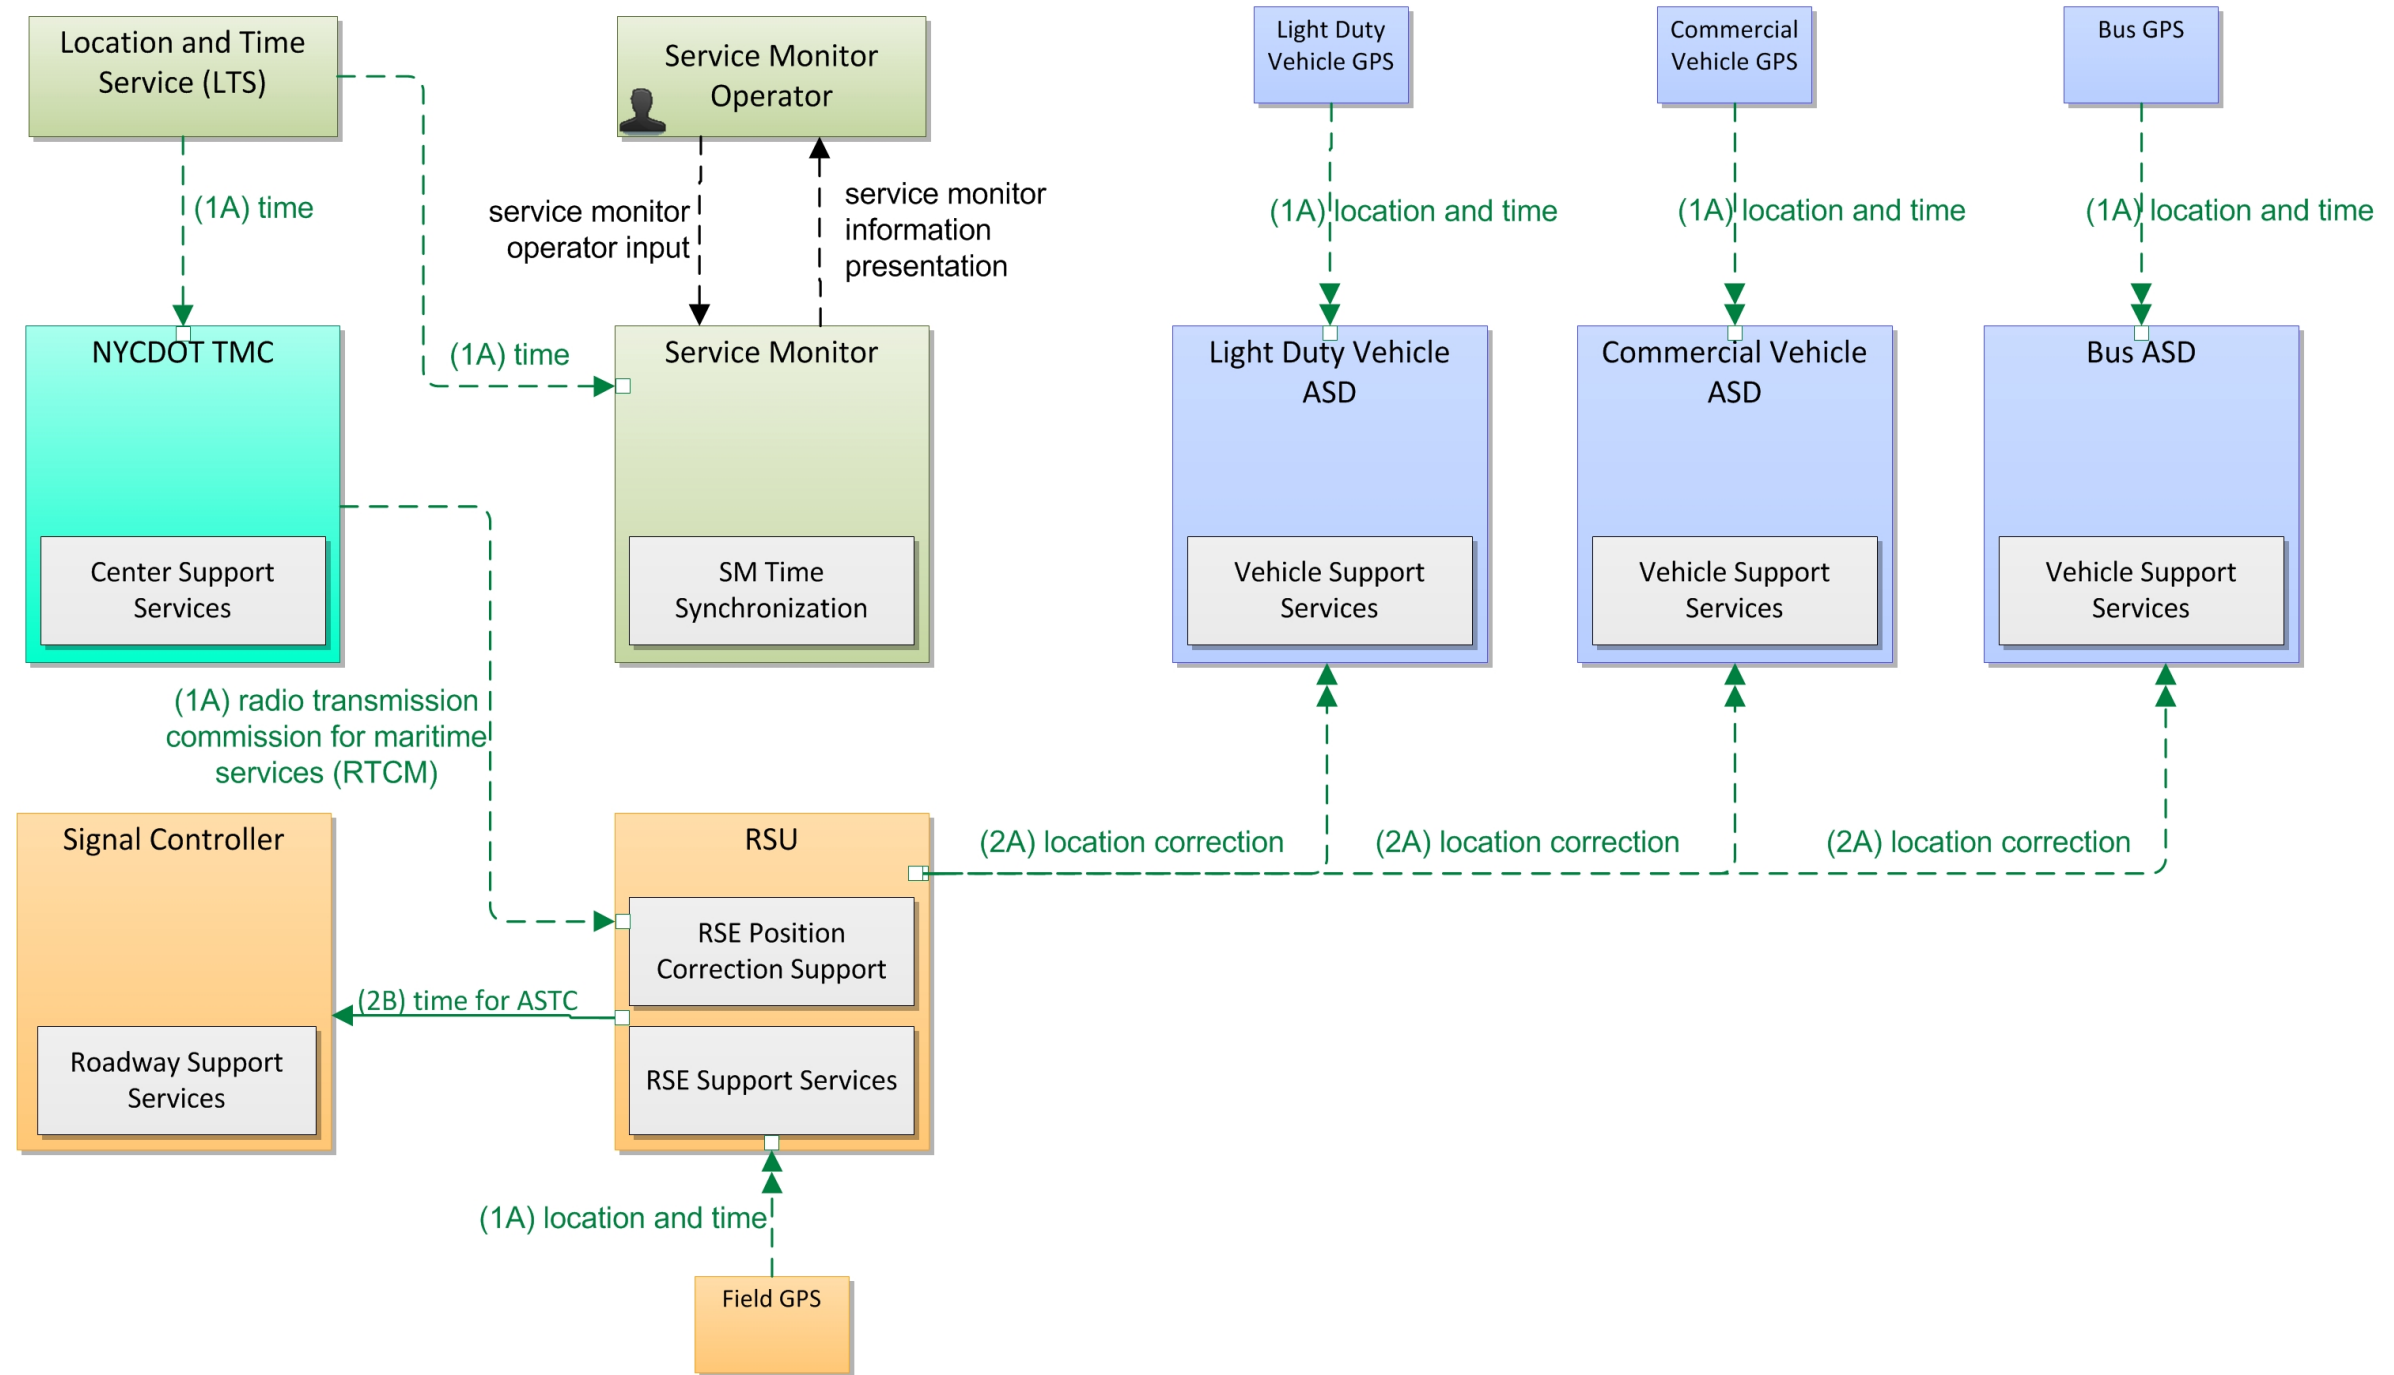 Location and Time
Service (LTS)
Service Monitor
Operator
Light Duty
Vehicle GPS
Commercial
Vehicle GPS
Bus GPS
(1A) time
service monitor
operator input
service monitor
information
presentation
(1A) location and time
(1A) location and time
(1A) location and time
(1A) time
NYCDOT TMC
Center Support
Services
Service Monitor
SM Time
Synchronization
Light Duty Vehicle
ASD
Vehicle Support
Services
Commercial Vehicle
ASD
Vehicle Support
Services
Bus ASD
Vehicle Support
Services
(1A) radio transmission
commission for maritime
services (RTCM)
Signal Controller
Roadway Support
Services
(2B) time for ASTC
RSU
RSE Position
Correction Support
RSE Support Services
(2A) location correction
(2A) location correction
(2A) location correction
(1A) location and time
Field GPS